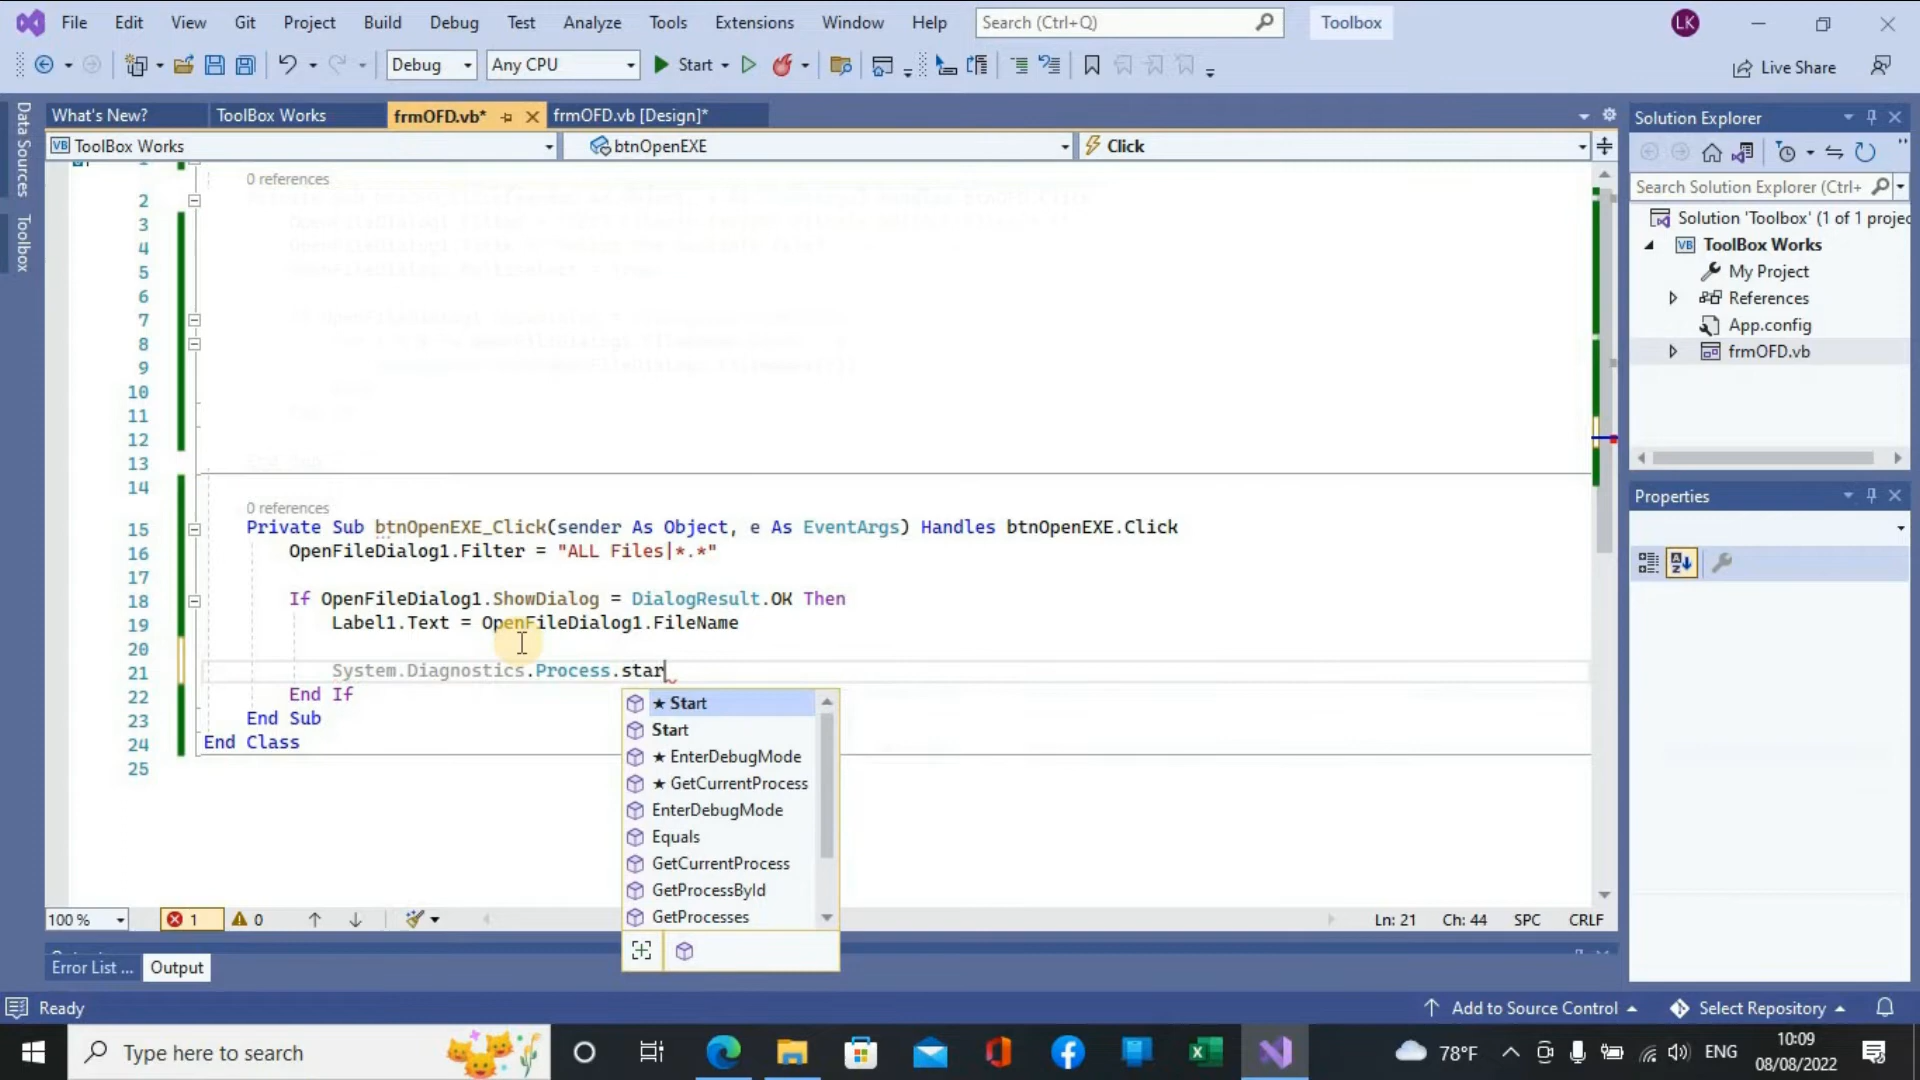 File Edit View Git Project Build Debug Test Analyze Tools Extensions Window Help Search (Ctrl+Q) Toolbox LK
Debug Any CPU Start Live Share
Data Sources
Toolbox
What's New? ToolBox Works frmOFD.vb* frmOFD.vb [Design]*
VB ToolBox Works btnOpenEXE Click
0 references
2
3
4
5
6
7
8
9
10
11
12
13
14
0 references
15 Private Sub btnOpenEXE_Click(sender As Object, e As EventArgs) Handles btnOpenEXE.Click
16 OpenFileDialog1.Filter = "ALL Files|*.*"
17
18 If OpenFileDialog1.ShowDialog = DialogResult.OK Then
19 Label1.Text = OpenFileDialog1.FileName
20
21 System.Diagnostics.Process.star
22 End If
23 End Sub
24 End Class
25
★ Start
Start
★ EnterDebugMode
★ GetCurrentProcess
EnterDebugMode
Equals
GetCurrentProcess
GetProcessById
GetProcesses
100 % 1 0 Ln: 21 Ch: 44 SPC CRLF
Error List ... Output
Solution Explorer
Search Solution Explorer (Ctrl+
Solution 'Toolbox' (1 of 1 projec
VB ToolBox Works
My Project
References
App.config
frmOFD.vb
Properties
Ready Add to Source Control Select Repository
Type here to search 78°F ENG 10:09
08/08/2022